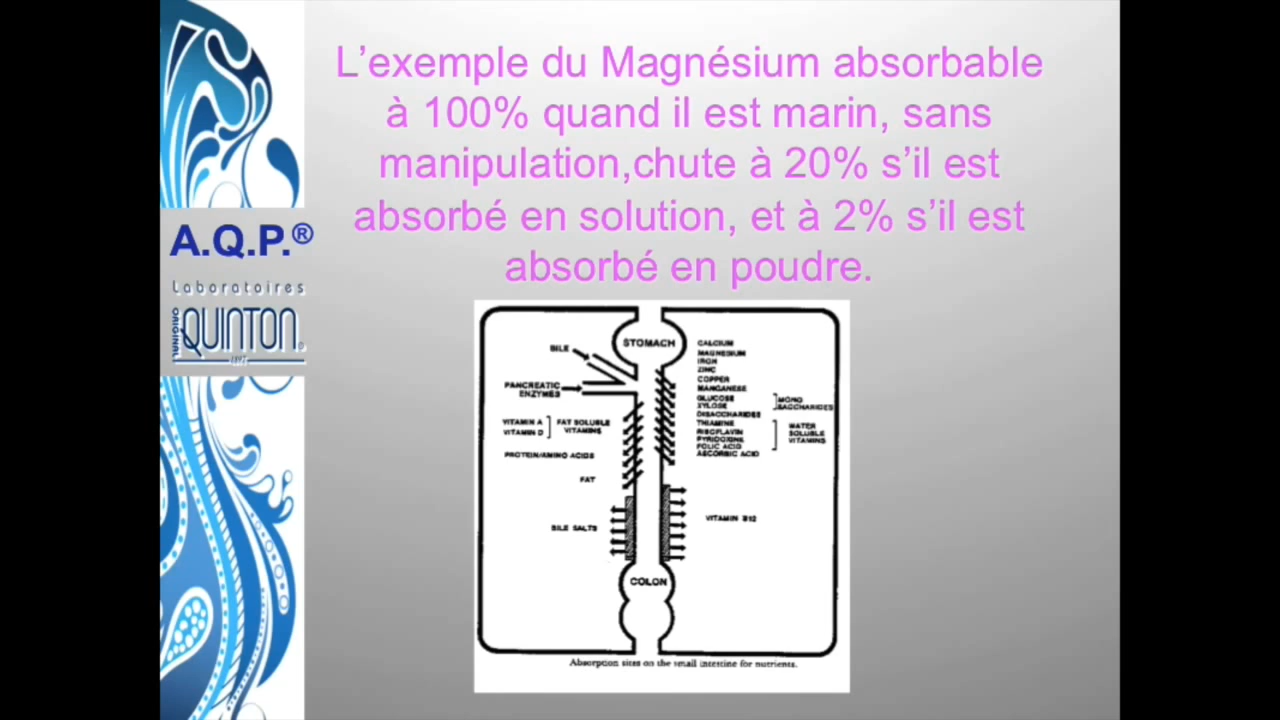 L'exemple du Magnésium absorbable
à 100% quand il est marin, sans
manipulation,chute à 20% s'il est
absorbé en solution, et à 2% s'il est
absorbé en poudre.
A.Q.P.®
Laboratoires
ORIGINAL
QUINTON
STOMACH
BILE
PANCREATIC
ENZYMES
VITAMIN A
VITAMIN D
FAT SOLUBLE
VITAMINS
PROTEIN/AMINO ACIDS
FAT
BILE SALTS
CALCIUM
MAGNESIUM
IRON
ZINC
COPPER
MANGANESE
GLUCOSE
XYLOSE
DISACCHARIDES
MONO
SACCHARIDES
THIAMINE
RIBOFLAVIN
PYRIDOXINE
FOLIC ACID
ASCORBIC ACID
WATER
SOLUBLE
VITAMINS
VITAMIN B12
COLON
Absorption sites on the small intestine for nutrients.